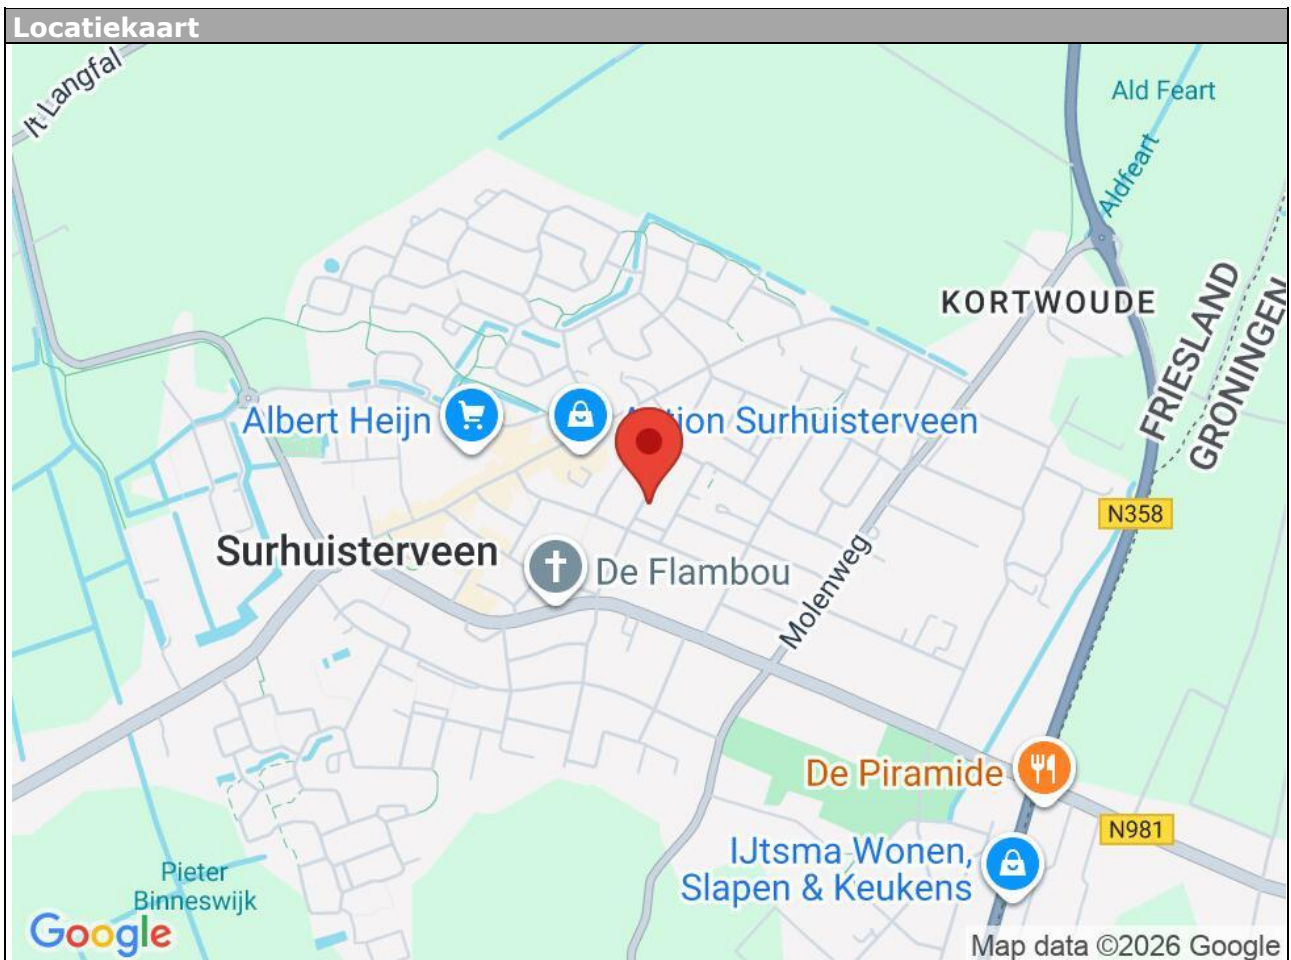 Locatiekaart
It Langfal
Ald Feart
Aldfeart
KORTWOUDE
FRIESLAND
GRONINGEN
Albert Heijn
tion Surhuisterveen
N358
Surhuisterveen
De Flambou
Molenweg
De Piramide
N981
IJtsma Wonen,
Slapen & Keukens
Pieter
Binneswijk
Google
Map data ©2026 Google